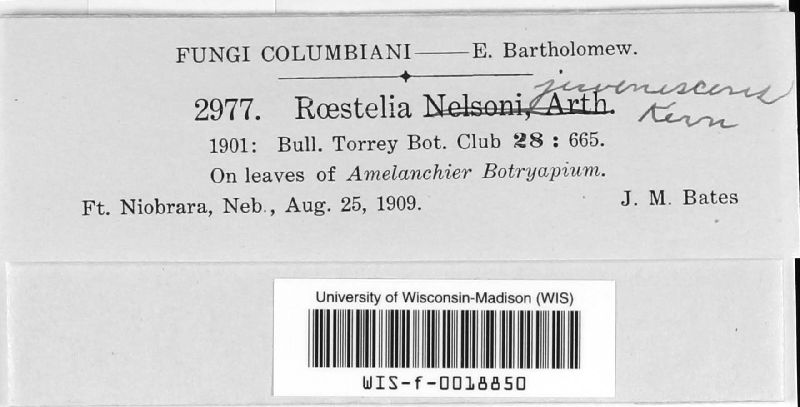 FUNGI COLUMBIANI——E. Bartholomew.
2977. Rœstelia Nelsoni, Arth. juvenescens
Kern
1901: Bull. Torrey Bot. Club 28 : 665.
On leaves of Amelanchier Botryapium.
Ft. Niobrara, Neb., Aug. 25, 1909. J. M. Bates
University of Wisconsin-Madison (WIS)
WIS-f-0018850